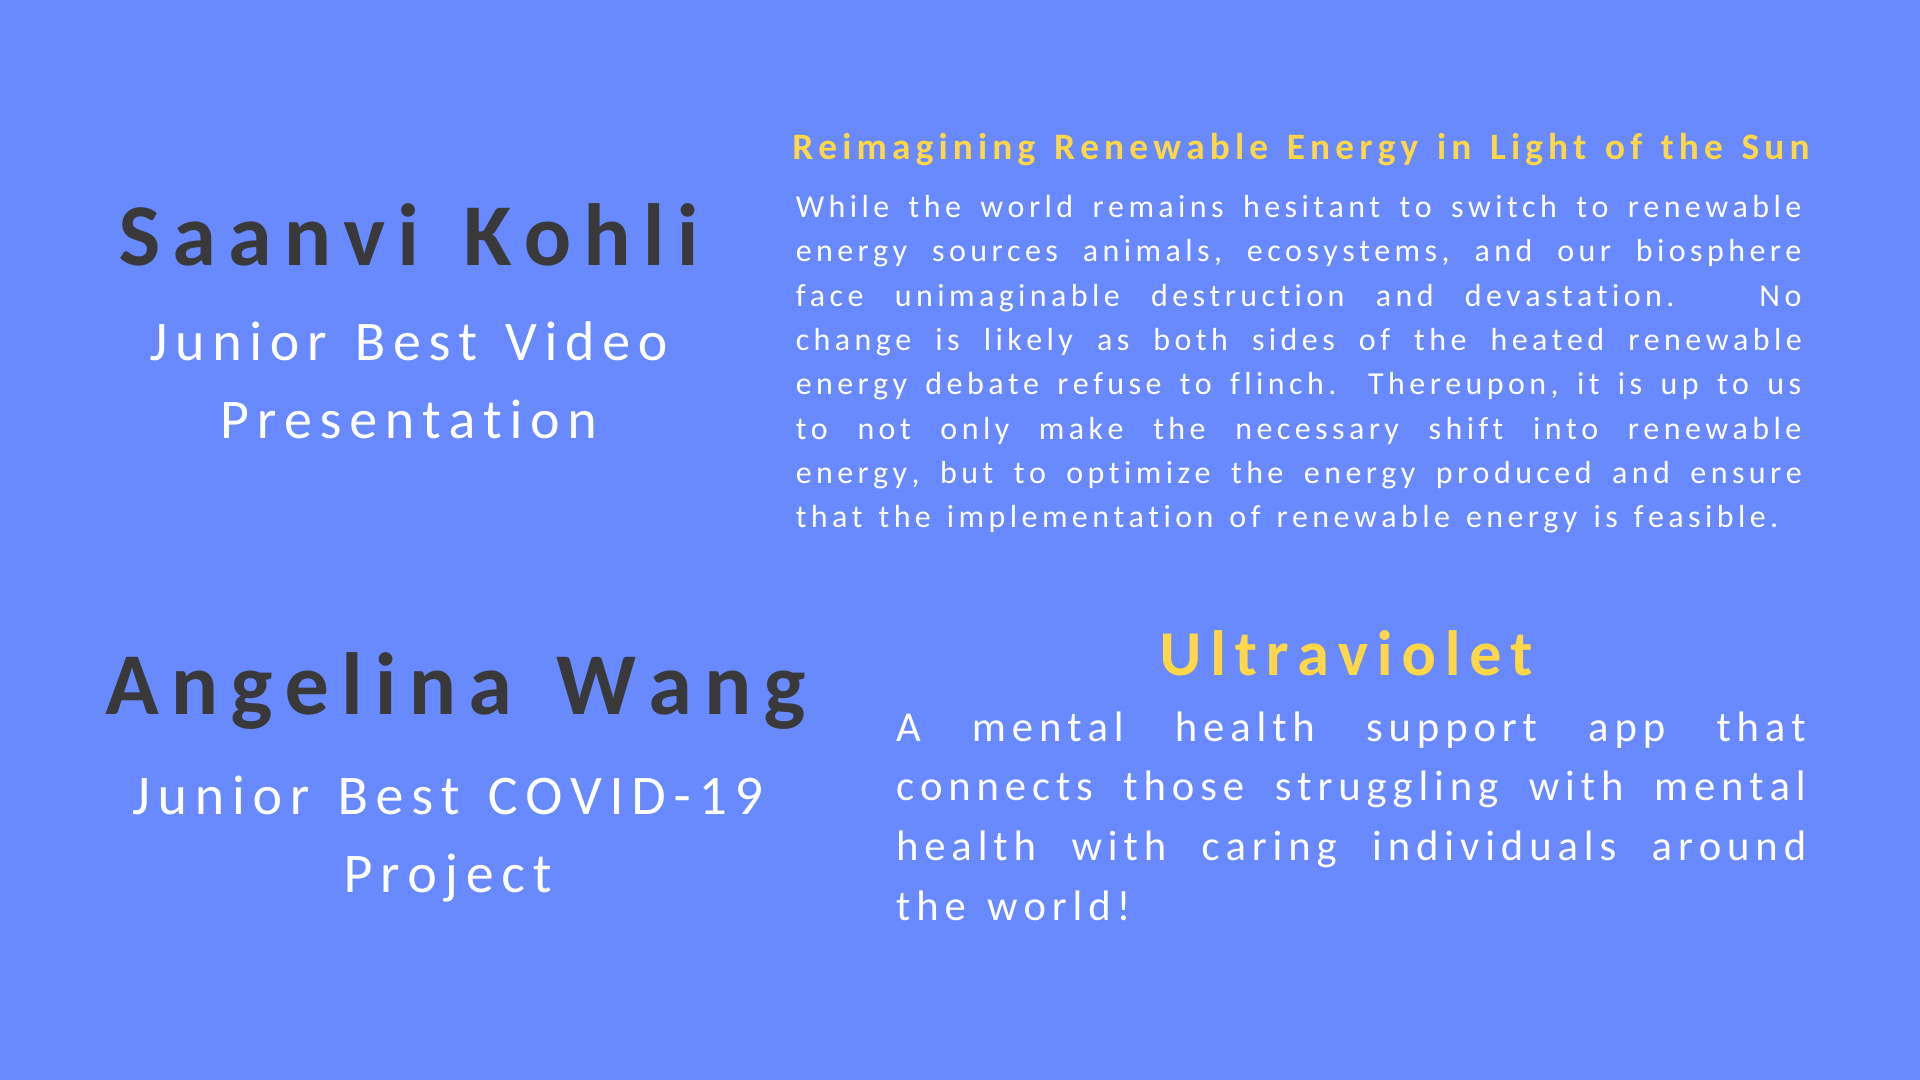 Saanvi Kohli
Junior Best Video
Presentation
Reimagining Renewable Energy in Light of the Sun
While the world remains hesitant to switch to renewable
energy sources animals, ecosystems, and our biosphere
face unimaginable destruction and devastation. No
change is likely as both sides of the heated renewable
energy debate refuse to flinch. Thereupon, it is up to us
to not only make the necessary shift into renewable
energy, but to optimize the energy produced and ensure
that the implementation of renewable energy is feasible.
Angelina Wang
Junior Best COVID-19
Project
Ultraviolet
A mental health support app that
connects those struggling with mental
health with caring individuals around
the world!